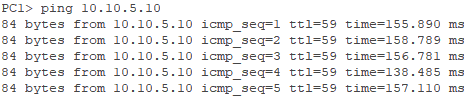 PC1> ping 10.10.5.10
84 bytes from 10.10.5.10 icmp_seq=1 ttl=59 time=155.890 ms
84 bytes from 10.10.5.10 icmp_seq=2 ttl=59 time=158.789 ms
84 bytes from 10.10.5.10 icmp_seq=3 ttl=59 time=156.781 ms
84 bytes from 10.10.5.10 icmp_seq=4 ttl=59 time=138.485 ms
84 bytes from 10.10.5.10 icmp_seq=5 ttl=59 time=157.110 ms